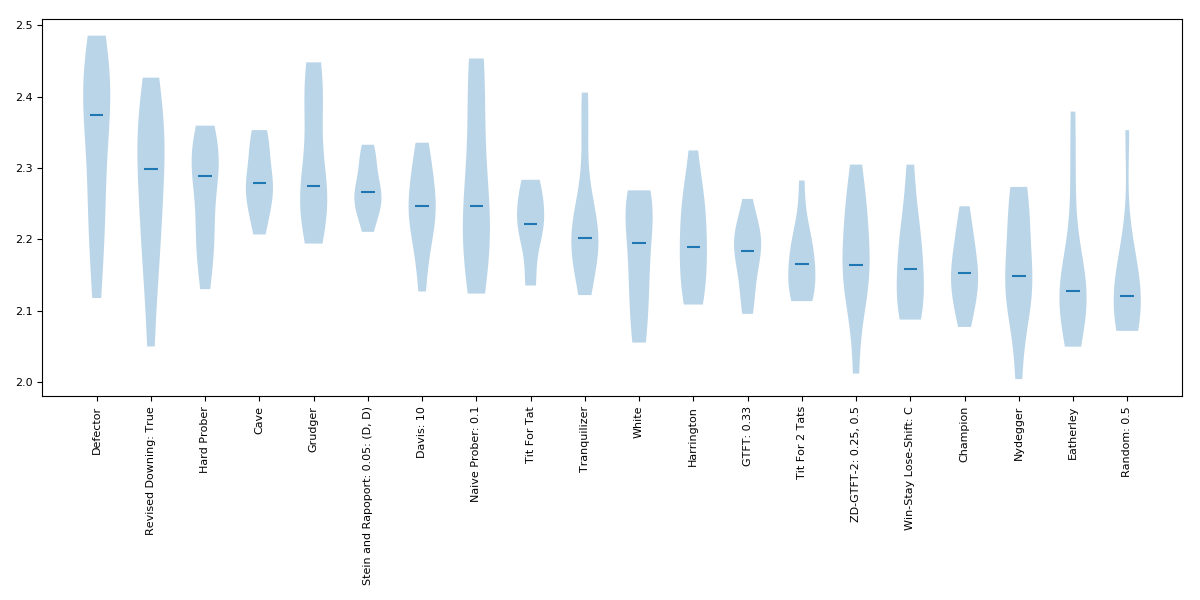 2.5
2.4
2.3
2.2
2.1
2.0
Defector
Revised Downing: True
Hard Prober
Cave
Grudger
Stein and Rapoport: 0.05: (D, D)
Davis: 10
Naive Prober: 0.1
Tit For Tat
Tranquilizer
White
Harrington
GTFT: 0.33
Tit For 2 Tats
ZD-GTFT-2: 0.25, 0.5
Win-Stay Lose-Shift: C
Champion
Nydegger
Eatherley
Random: 0.5